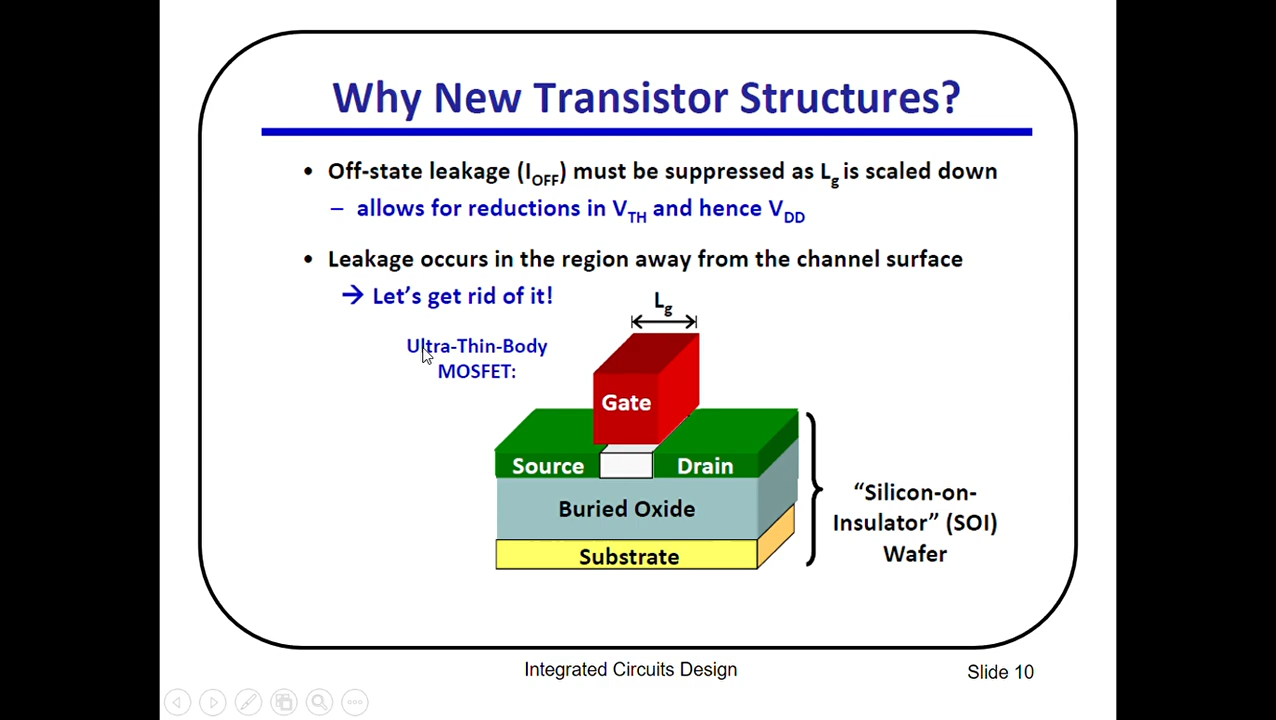 Why New Transistor Structures?
• Off-state leakage (I_OFF) must be suppressed as L_g is scaled down
– allows for reductions in V_TH and hence V_DD
• Leakage occurs in the region away from the channel surface
→ Let's get rid of it!
L_g
Ultra-Thin-Body
MOSFET:
Gate
Source
Drain
Buried Oxide
Substrate
“Silicon-on-
Insulator” (SOI)
Wafer
Integrated Circuits Design
Slide 10